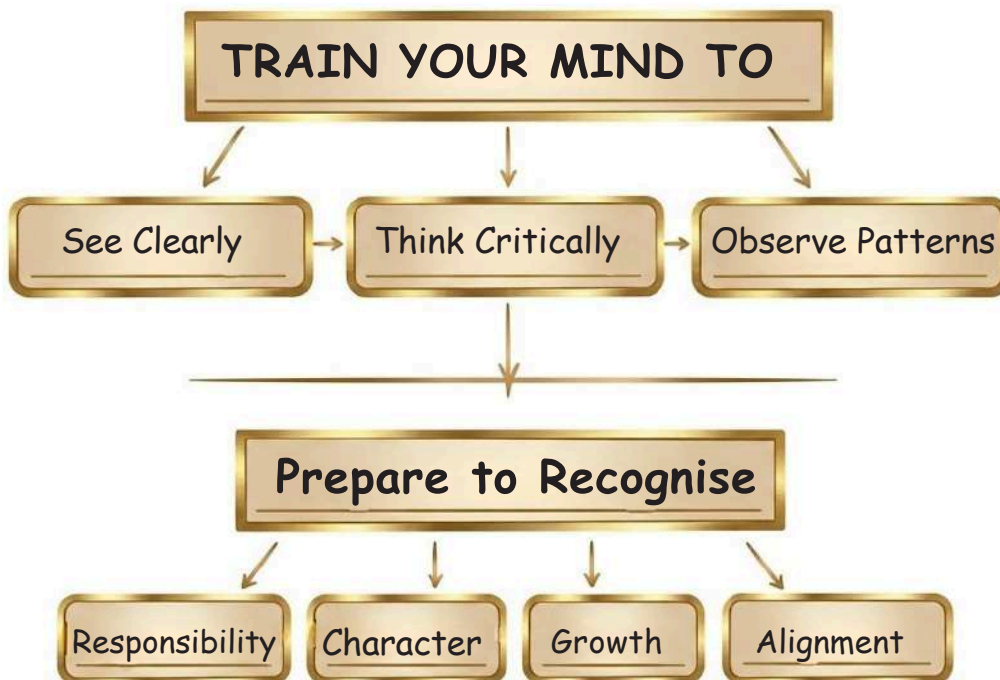 TRAIN YOUR MIND TO
See Clearly
Think Critically
Observe Patterns
Prepare to Recognise
Responsibility
Character
Growth
Alignment